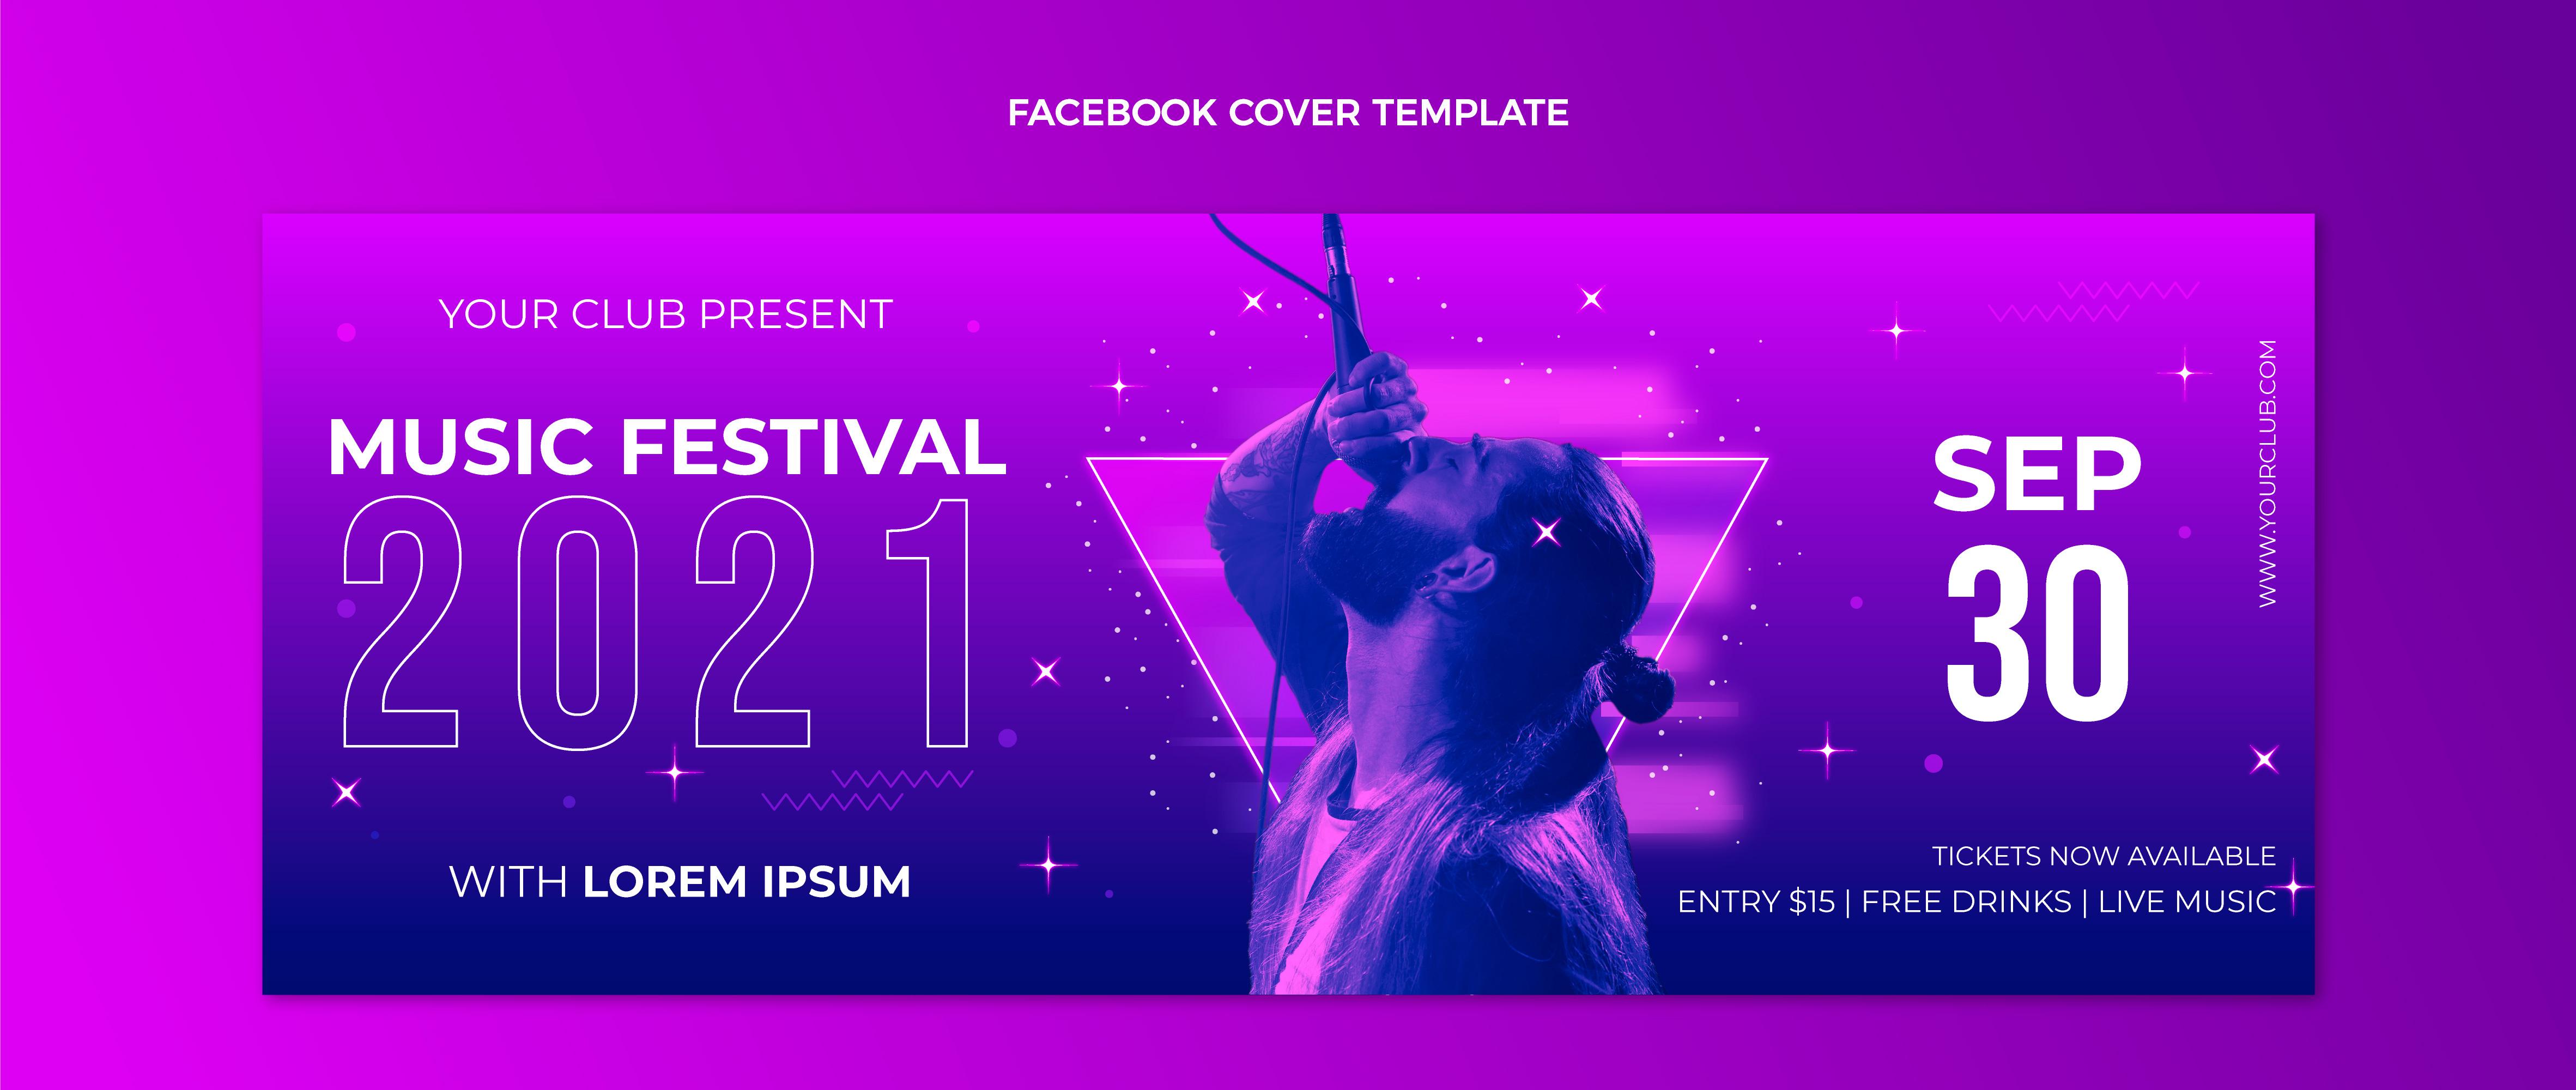 FACEBOOK COVER TEMPLATE
YOUR CLUB PRESENT
MUSIC FESTIVAL
2021
WITH LOREM IPSUM
SEP
30
WWW.YOURCLUB.COM
TICKETS NOW AVAILABLE
ENTRY $15 | FREE DRINKS | LIVE MUSIC